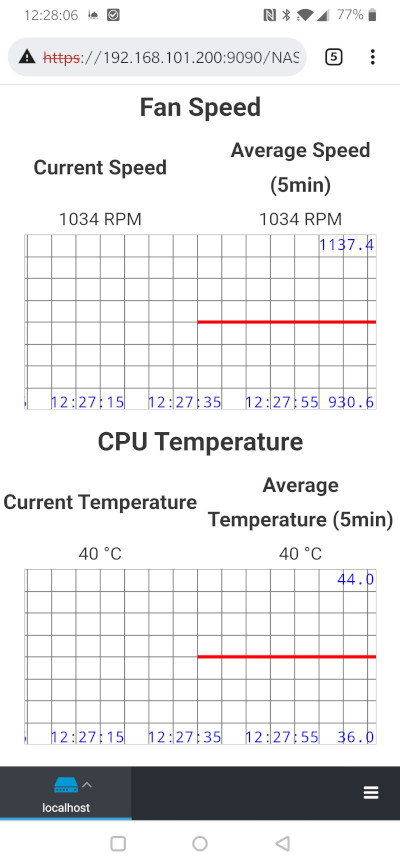 12:28:06 77%
https://192.168.101.200:9090/NAS 5
Fan Speed
Current Speed
Average Speed
(5min)
1034 RPM 1034 RPM
1137.4
12:27:15 12:27:35 12:27:55 930.6
CPU Temperature
Current Temperature
Average
Temperature (5min)
40 °C 40 °C
44.0
12:27:15 12:27:35 12:27:55 36.0
localhost